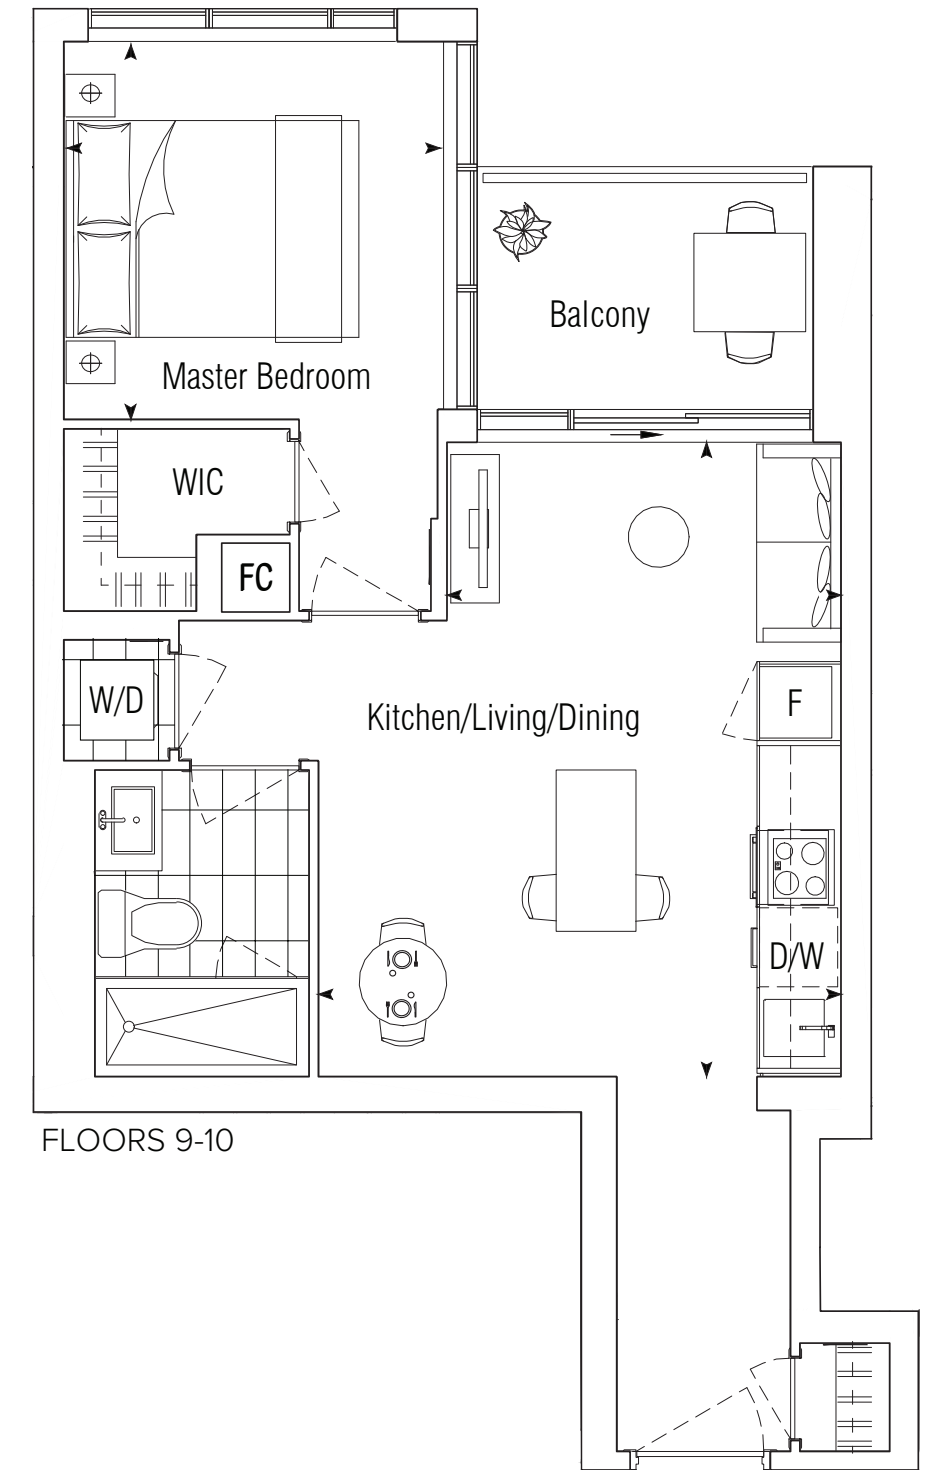 Balcony
Master Bedroom
WIC
FC
W/D
Kitchen/Living/Dining
F
D/W
FLOORS 9-10